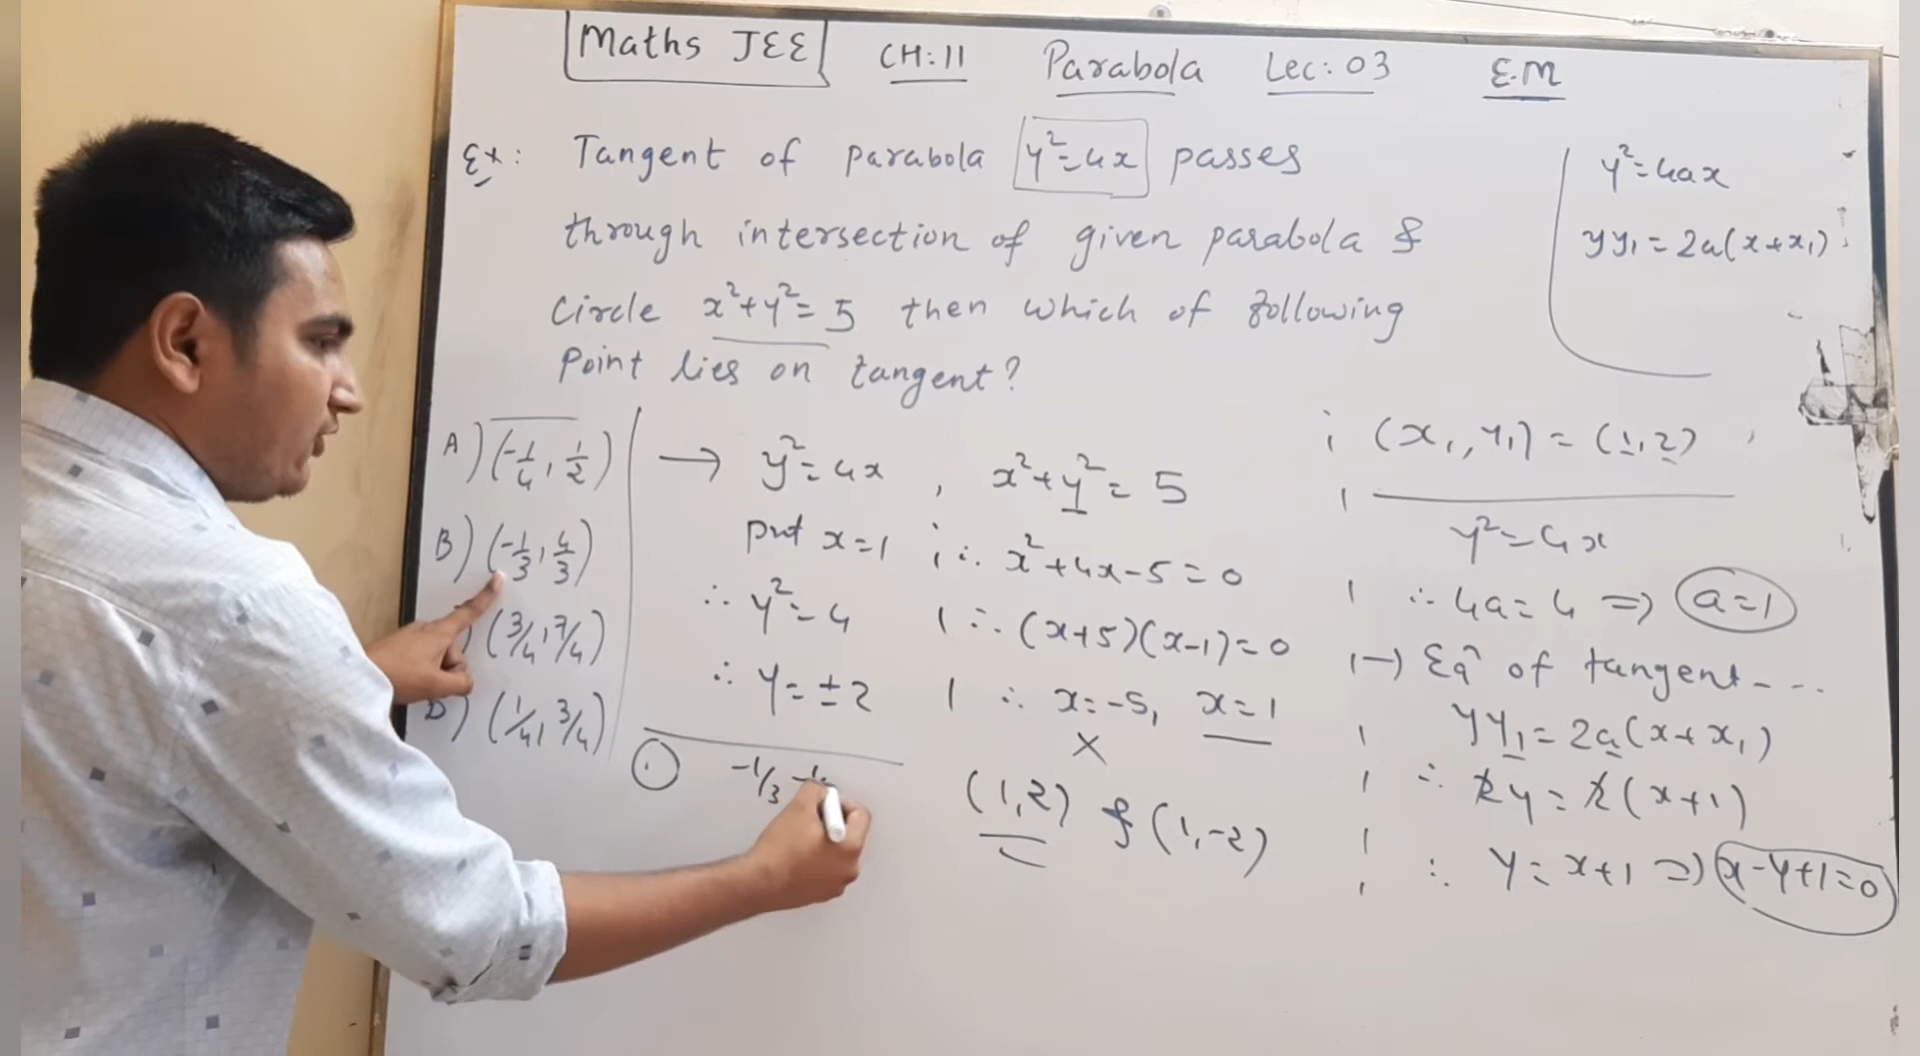 Maths JEE CH:11 Parabola Lec:03 E.M
Ex: Tangent of parabola y²=4x passes
through intersection of given parabola &
Circle x²+y²=5 then which of following
Point lies on tangent?
y²=4ax
yy₁=2a(x+x₁)
A) (-1/4, 1/2)
B) (-1/3, 4/3)
) (3/4, 7/4)
D) (1/4, 3/4)
→ y²=4x , x²+y²=5
put x=1 ∴ x²+4x-5=0
∴ y²=4 ∴ (x+5)(x-1)=0
∴ y=±2 ∴ x=-5, x=1
×
(1,2) & (1,-2)
-1/3 -
(x₁,y₁)=(1,2)
y²=4x
∴ 4a=4 ⇒ a=1
→ Eqⁿ of tangent---
yy₁=2a(x+x₁)
∴ 2y=2(x+1)
∴ y=x+1 ⇒ x-y+1=0